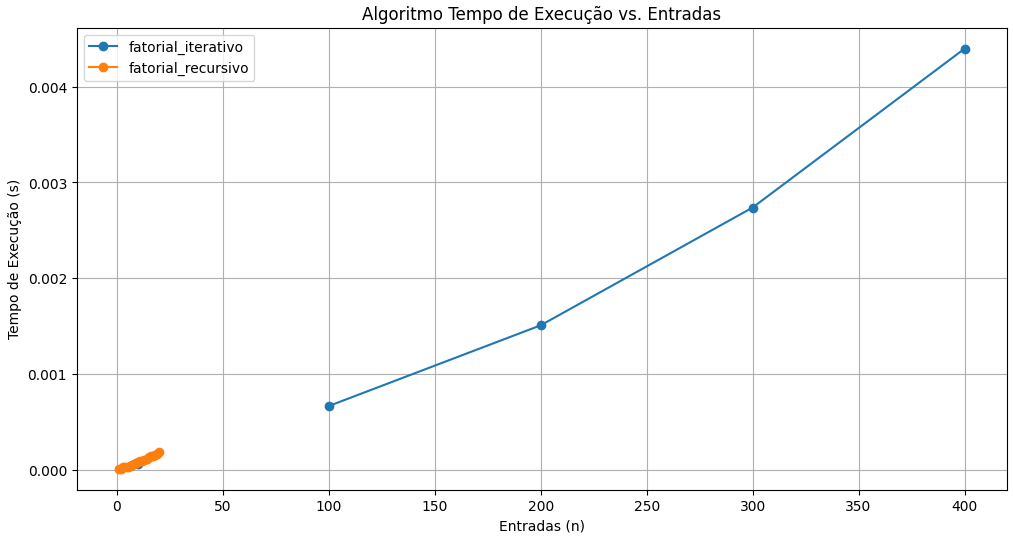 Algoritmo Tempo de Execução vs. Entradas
fatorial_iterativo
fatorial_recursivo
0.004
0.003
0.002
0.001
0.000
Tempo de Execução (s)
0 50 100 150 200 250 300 350 400
Entradas (n)